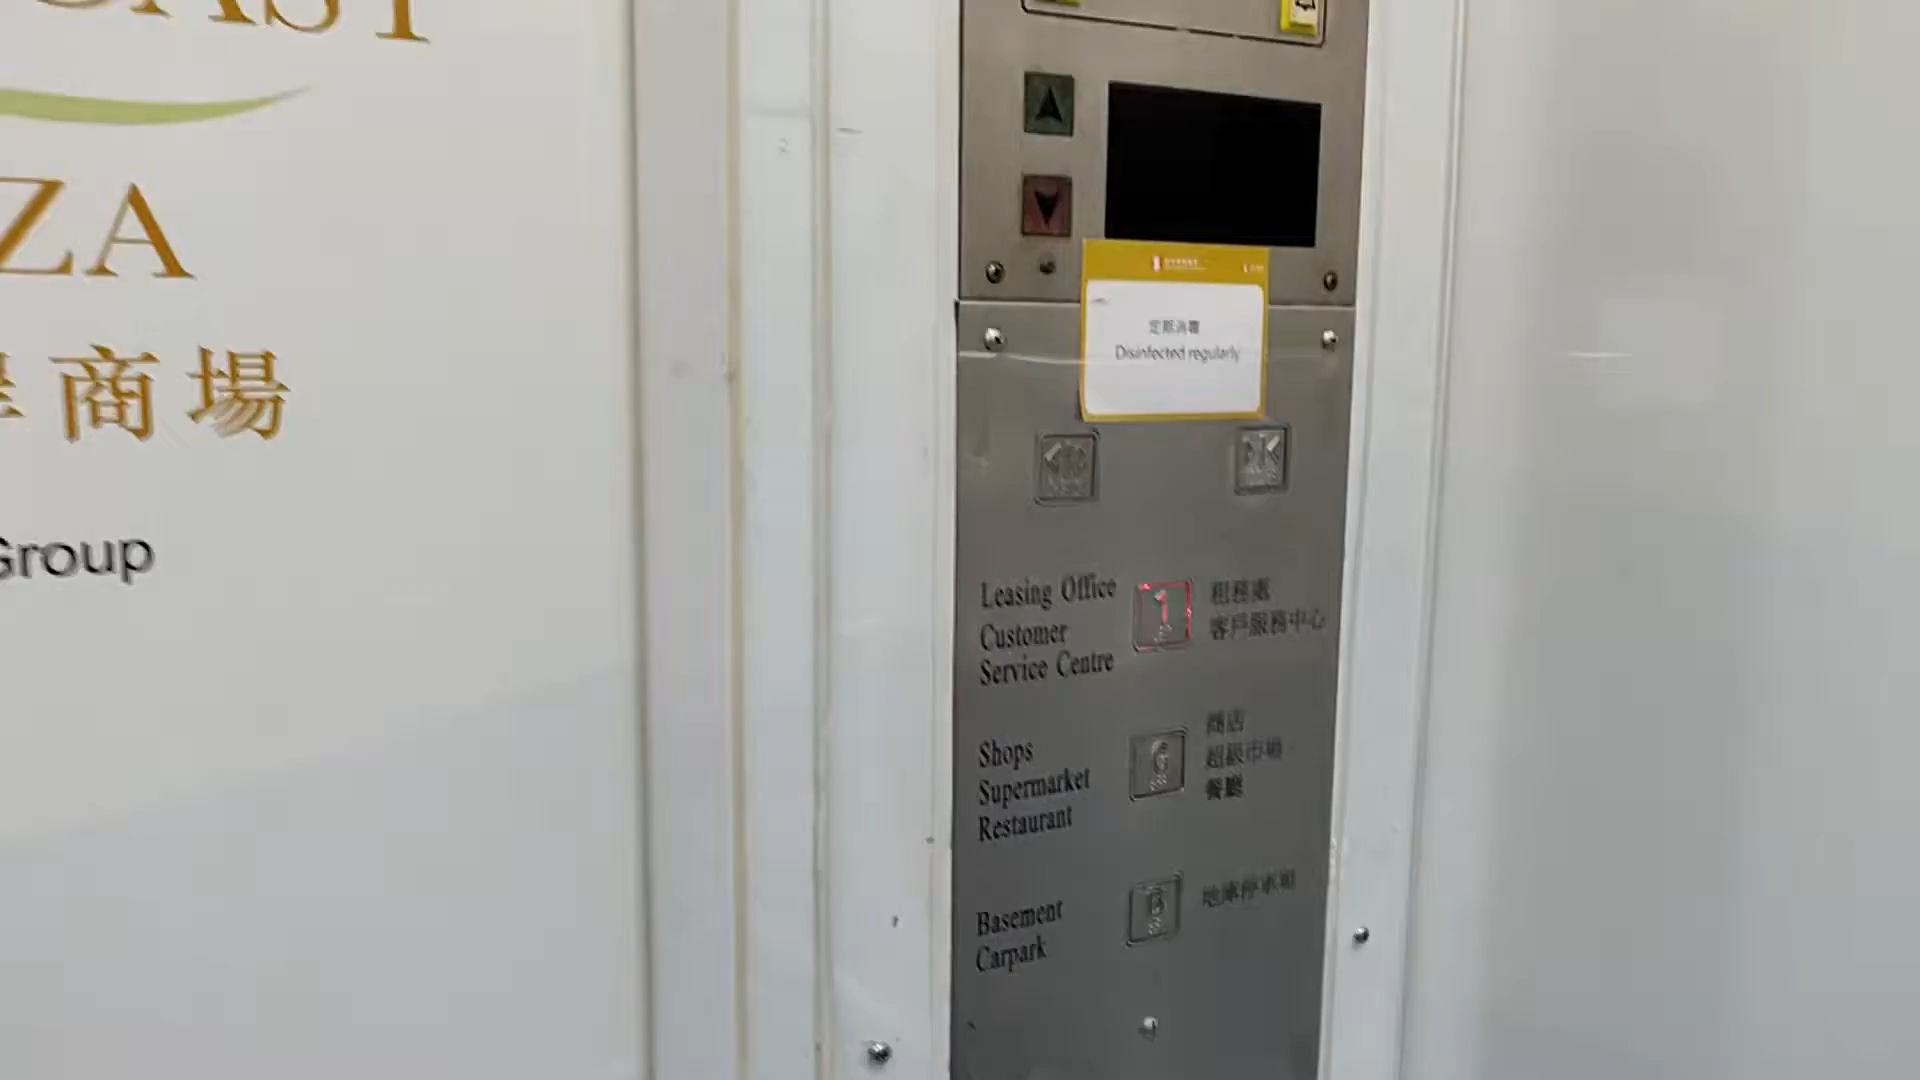 ZA
商場
Group
定期消毒
Disinfected regularly
Leasing Office
Customer
Service Centre
1
租務處
客戶服務中心
Shops
Supermarket
Restaurant
G
商店
超級市場
餐廳
Basement
Carpark
B
地庫停車場